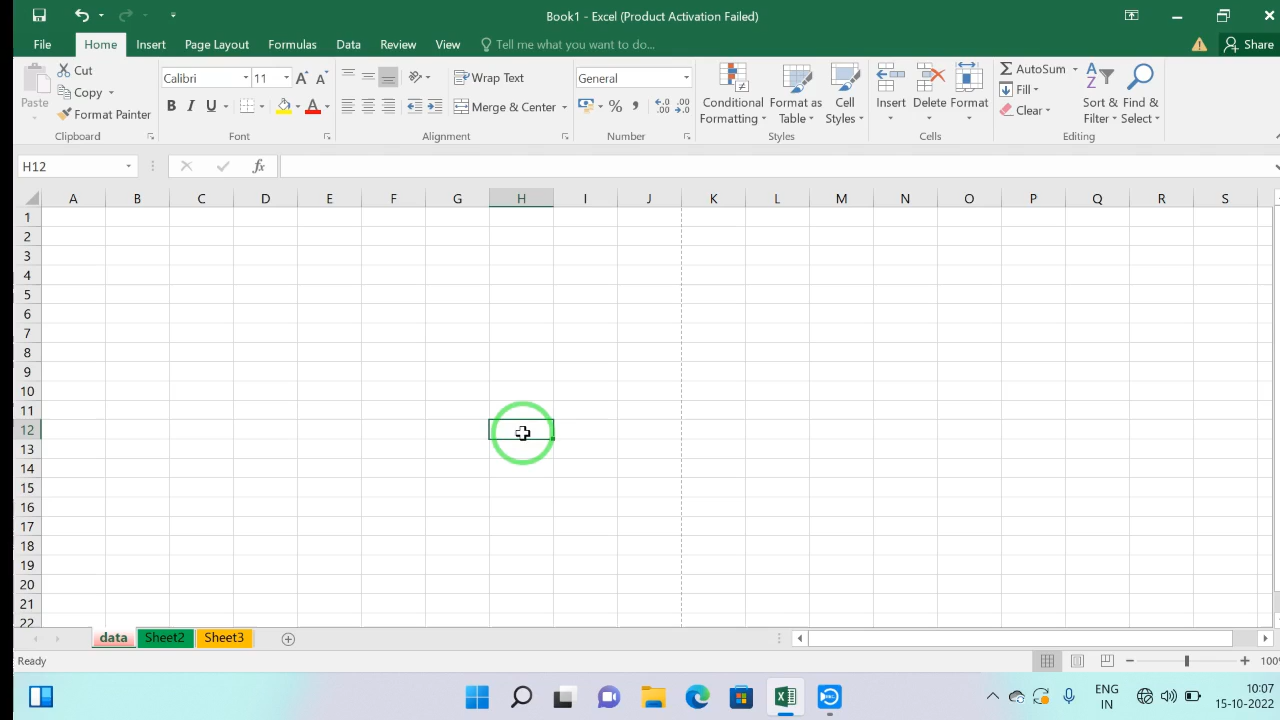 Book1 - Excel (Product Activation Failed)
File Home Insert Page Layout Formulas Data Review View Tell me what you want to do... Share
Paste
Cut
Copy
Format Painter
Clipboard
Calibri 11
B I U A
Font
Wrap Text
Merge & Center
Alignment
General
% , .0 .00 .00 .0
Number
Conditional Formatting
Format as Table
Cell Styles
Styles
Insert Delete Format
Cells
AutoSum
Fill
Clear
Sort & Filter
Find & Select
Editing
H12 fx
A B C D E F G H I J K L M N O P Q R S
1
2
3
4
5
6
7
8
9
10
11
12
13
14
15
16
17
18
19
20
21
22
data Sheet2 Sheet3
Ready
ENG
IN
10:07
15-10-2022